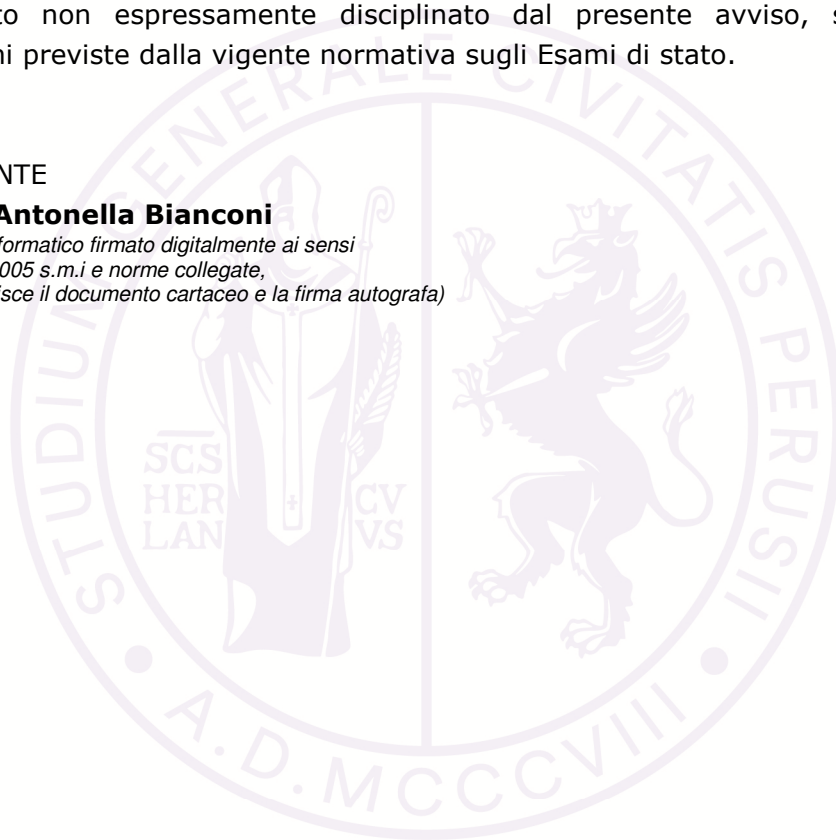 to non espressamente disciplinato dal presente avviso, s
ni previste dalla vigente normativa sugli Esami di stato.
NTE
Antonella Bianconi
formatico firmato digitalmente ai sensi
005 s.m.i e norme collegate,
isce il documento cartaceo e la firma autografa)
STUDIUM GENERALE CIVITATIS PERUSII
SCS
HER CV
LAN VS
• A.D. MCCCVIII •